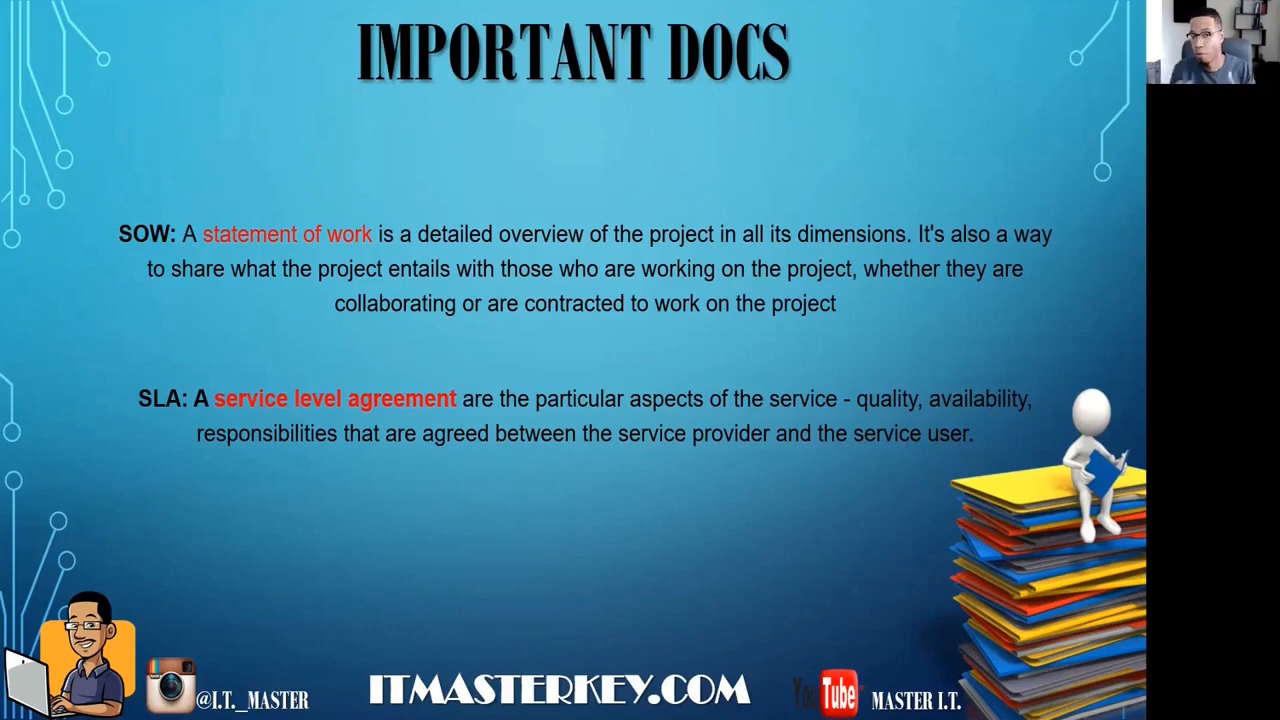 IMPORTANT DOCS
SOW: A statement of work is a detailed overview of the project in all its dimensions. It's also a way
to share what the project entails with those who are working on the project, whether they are
collaborating or are contracted to work on the project
SLA: A service level agreement are the particular aspects of the service - quality, availability,
responsibilities that are agreed between the service provider and the service user.
@I.T._MASTER
ITMASTERKEY.COM
YouTube
MASTER I.T.